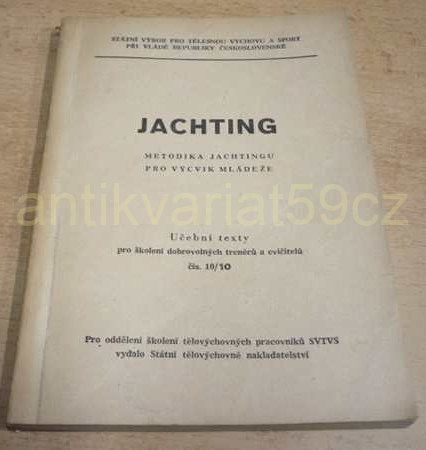 STÁTNÍ VÝBOR PRO TĚLESNOU VÝCHOVU A SPORT
PŘI VLÁDĚ REPUBLIKY ČESKOSLOVENSKÉ
JACHTING
METODIKA JACHTINGU
PRO VÝCVIK MLÁDEŽE
antikvariat59cz
Učební texty
pro školení dobrovolných trenérů a cvičitelů
čís. 10/10
Pro oddělení školení tělovýchovných pracovníků SVTVS
vydalo Státní tělovýchovné nakladatelství